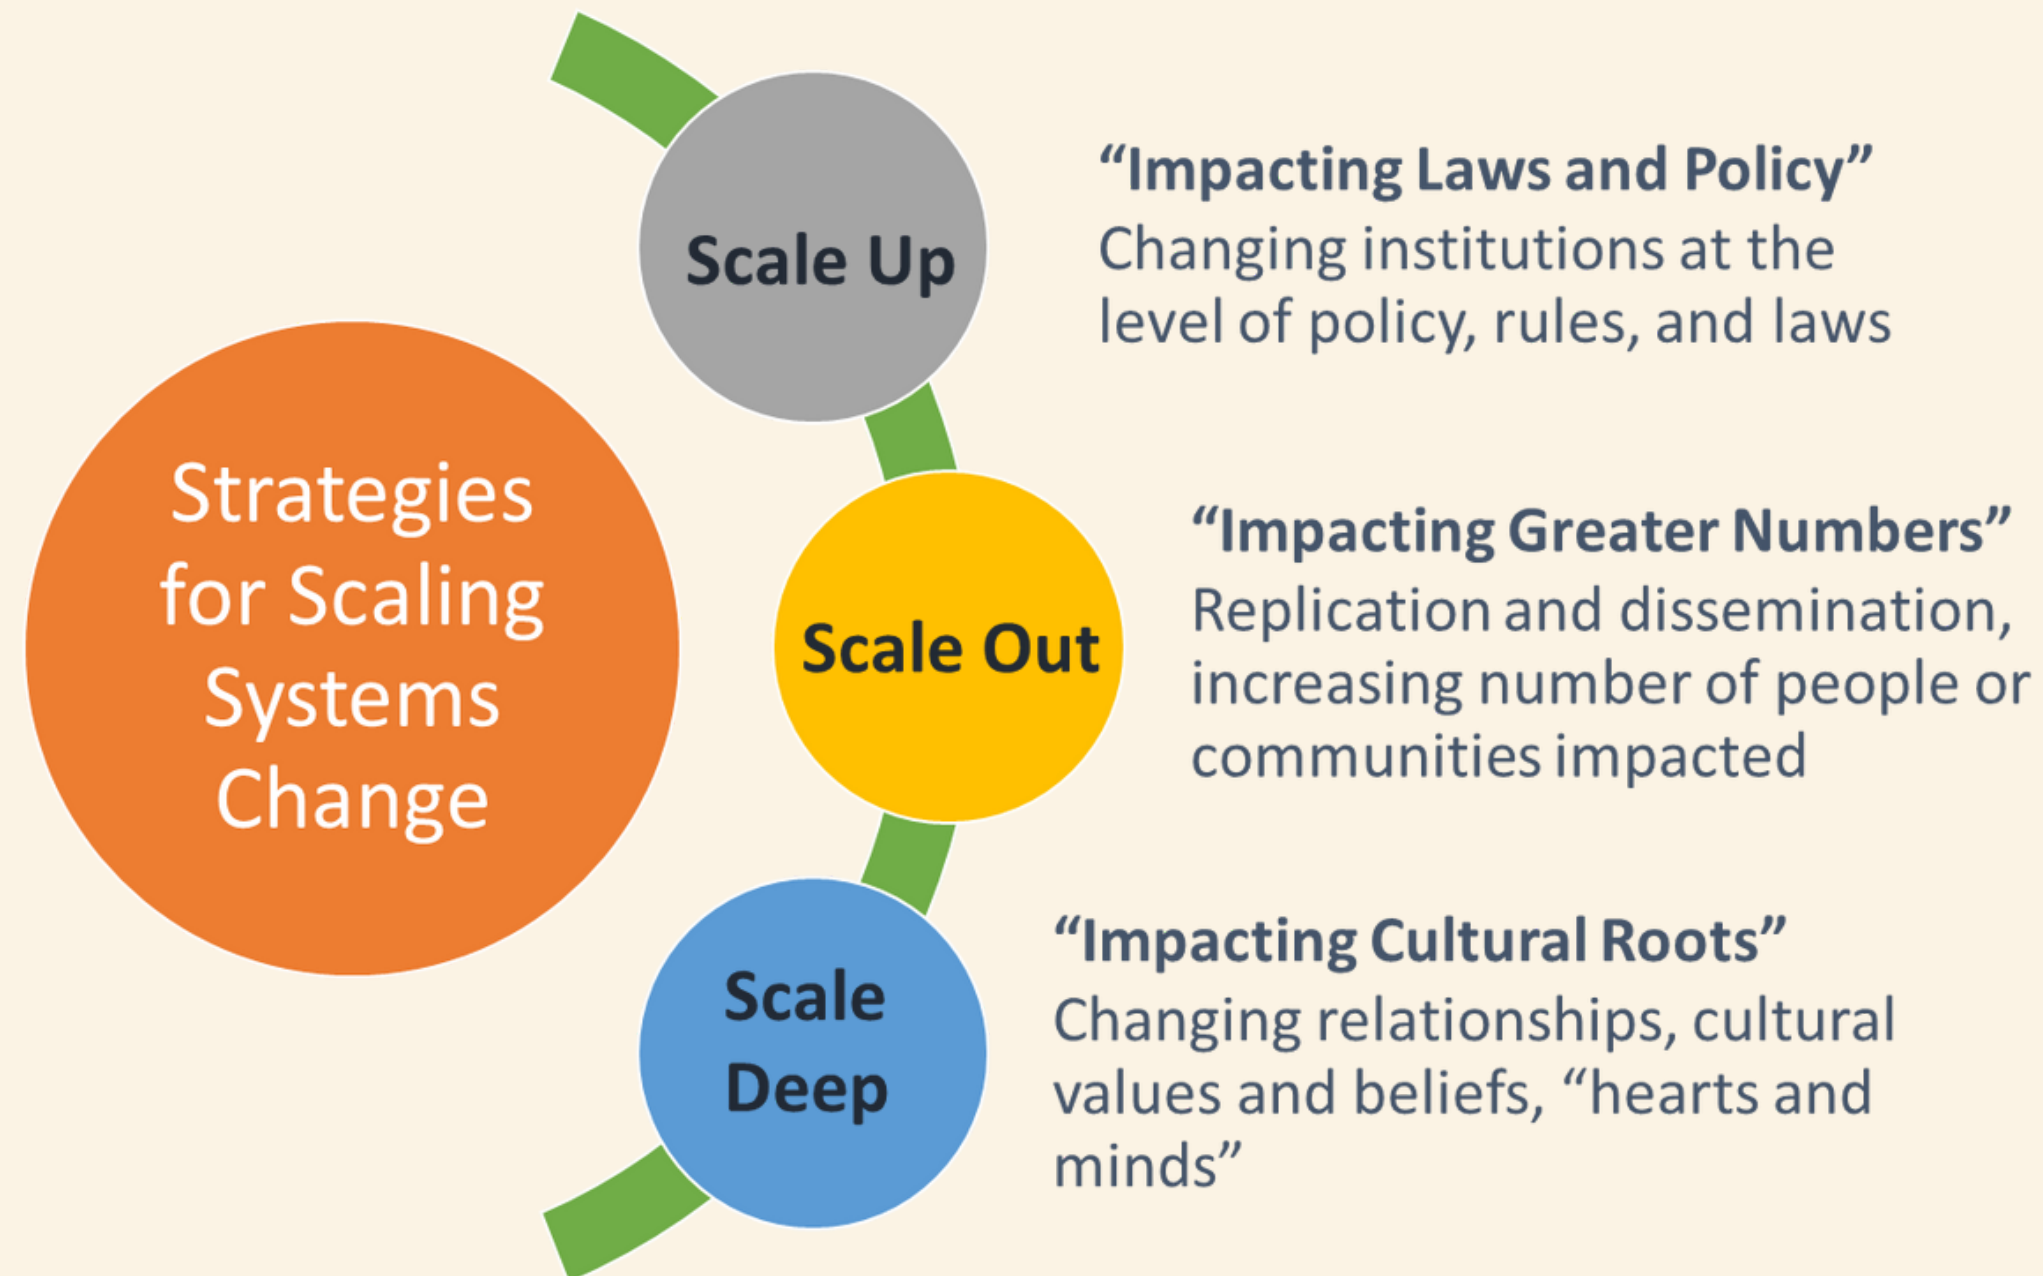 Strategies
for Scaling
Systems
Change
Scale Up
“Impacting Laws and Policy”
Changing institutions at the
level of policy, rules, and laws
Scale Out
“Impacting Greater Numbers”
Replication and dissemination,
increasing number of people or
communities impacted
Scale
Deep
“Impacting Cultural Roots”
Changing relationships, cultural
values and beliefs, “hearts and
minds”